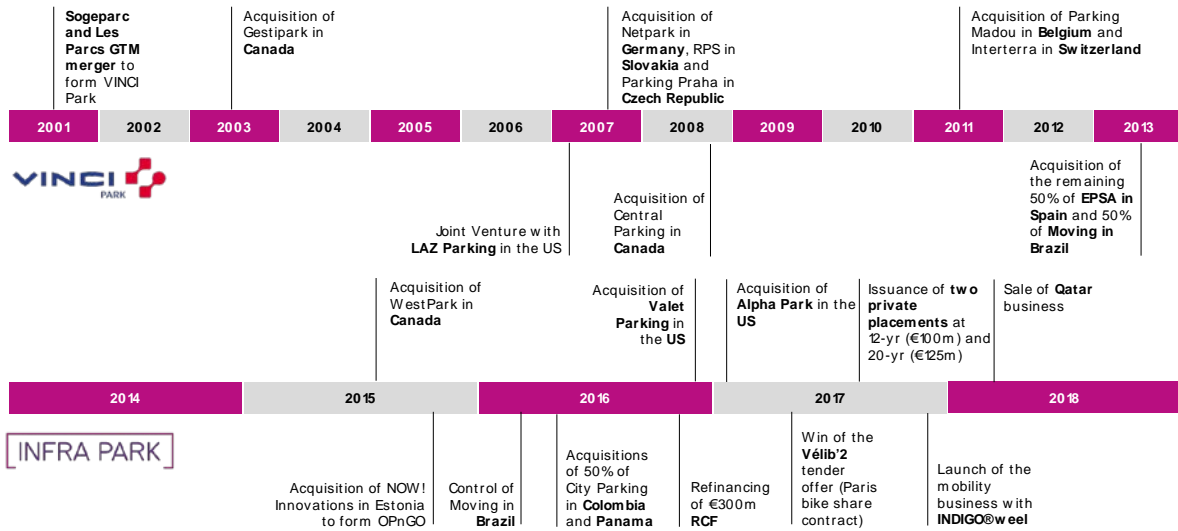 Sogeparc
and Les
Parcs GTM
merger to
form VINCI
Park
Acquisition of
Gestipark in
Canada
Acquisition of
Netpark in
Germany, RPS in
Slovakia and
Parking Praha in
Czech Republic
Acquisition of Parking
Madou in Belgium and
Interterra in Switzerland
2001 2002 2003 2004 2005 2006 2007 2008 2009 2010 2011 2012 2013
VINCI
PARK
Joint Venture with
LAZ Parking in the US
Acquisition of
Central
Parking in
Canada
Acquisition of
the remaining
50% of EPSA in
Spain and 50%
of Moving in
Brazil
Acquisition of
WestPark in
Canada
Acquisition of
Valet
Parking in
the US
Acquisition of
Alpha Park in the
US
Issuance of two
private
placements at
12-yr (€100m) and
20-yr (€125m)
Sale of Qatar
business
2014 2015 2016 2017 2018
INFRA PARK
Acquisition of NOW!
Innovations in Estonia
to form OPnGO
Control of
Moving in
Brazil
Acquisitions
of 50% of
City Parking
in Colombia
and Panama
Refinancing
of €300m
RCF
Win of the
Vélib'2
tender
offer (Paris
bike share
contract)
Launch of the
mobility
business with
INDIGO®weel